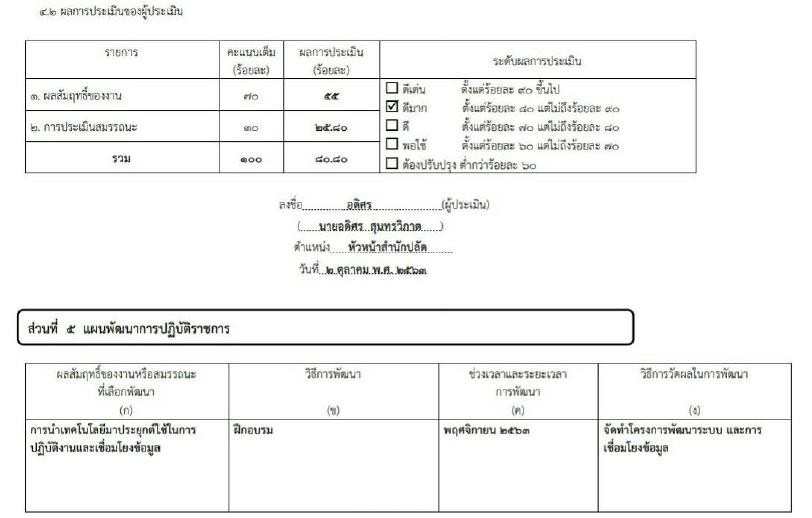 ๔.๒ ผลการประเมินของผู้ประเมิน
รายการ คะแนนเต็ม (ร้อยละ) ผลการประเมิน (ร้อยละ) ระดับผลการประเมิน
๑. ผลสัมฤทธิ์ของงาน ๗๐ ๕๕
๒. การประเมินสมรรถนะ ๓๐ ๒๕.๘๐
รวม ๑๐๐ ๘๐.๘๐
☐ ดีเด่น ตั้งแต่ร้อยละ ๙๐ ขึ้นไป
☑ ดีมาก ตั้งแต่ร้อยละ ๘๐ แต่ไม่ถึงร้อยละ ๙๐
☐ ดี ตั้งแต่ร้อยละ ๗๐ แต่ไม่ถึงร้อยละ ๘๐
☐ พอใช้ ตั้งแต่ร้อยละ ๖๐ แต่ไม่ถึงร้อยละ ๗๐
☐ ต้องปรับปรุง ต่ำกว่าร้อยละ ๖๐
ลงชื่อ อดิศร (ผู้ประเมิน)
( นายอดิศร สุนทรวิภาต )
ตำแหน่ง หัวหน้าสำนักปลัด
วันที่ ๒ ตุลาคม พ.ศ. ๒๕๖๓
ส่วนที่ ๕ แผนพัฒนาการปฏิบัติราชการ
ผลสัมฤทธิ์ของงานหรือสมรรถนะ
ที่เลือกพัฒนา
(ก)
วิธีการพัฒนา
(ข)
ช่วงเวลาและระยะเวลา
การพัฒนา
(ค)
วิธีการวัดผลในการพัฒนา
(ง)
การนำเทคโนโลยีมาประยุกต์ใช้ในการ
ปฏิบัติงานและเชื่อมโยงข้อมูล
ฝึกอบรม
พฤศจิกายน ๒๕๖๓
จัดทำโครงการพัฒนาระบบ และการ
เชื่อมโยงข้อมูล